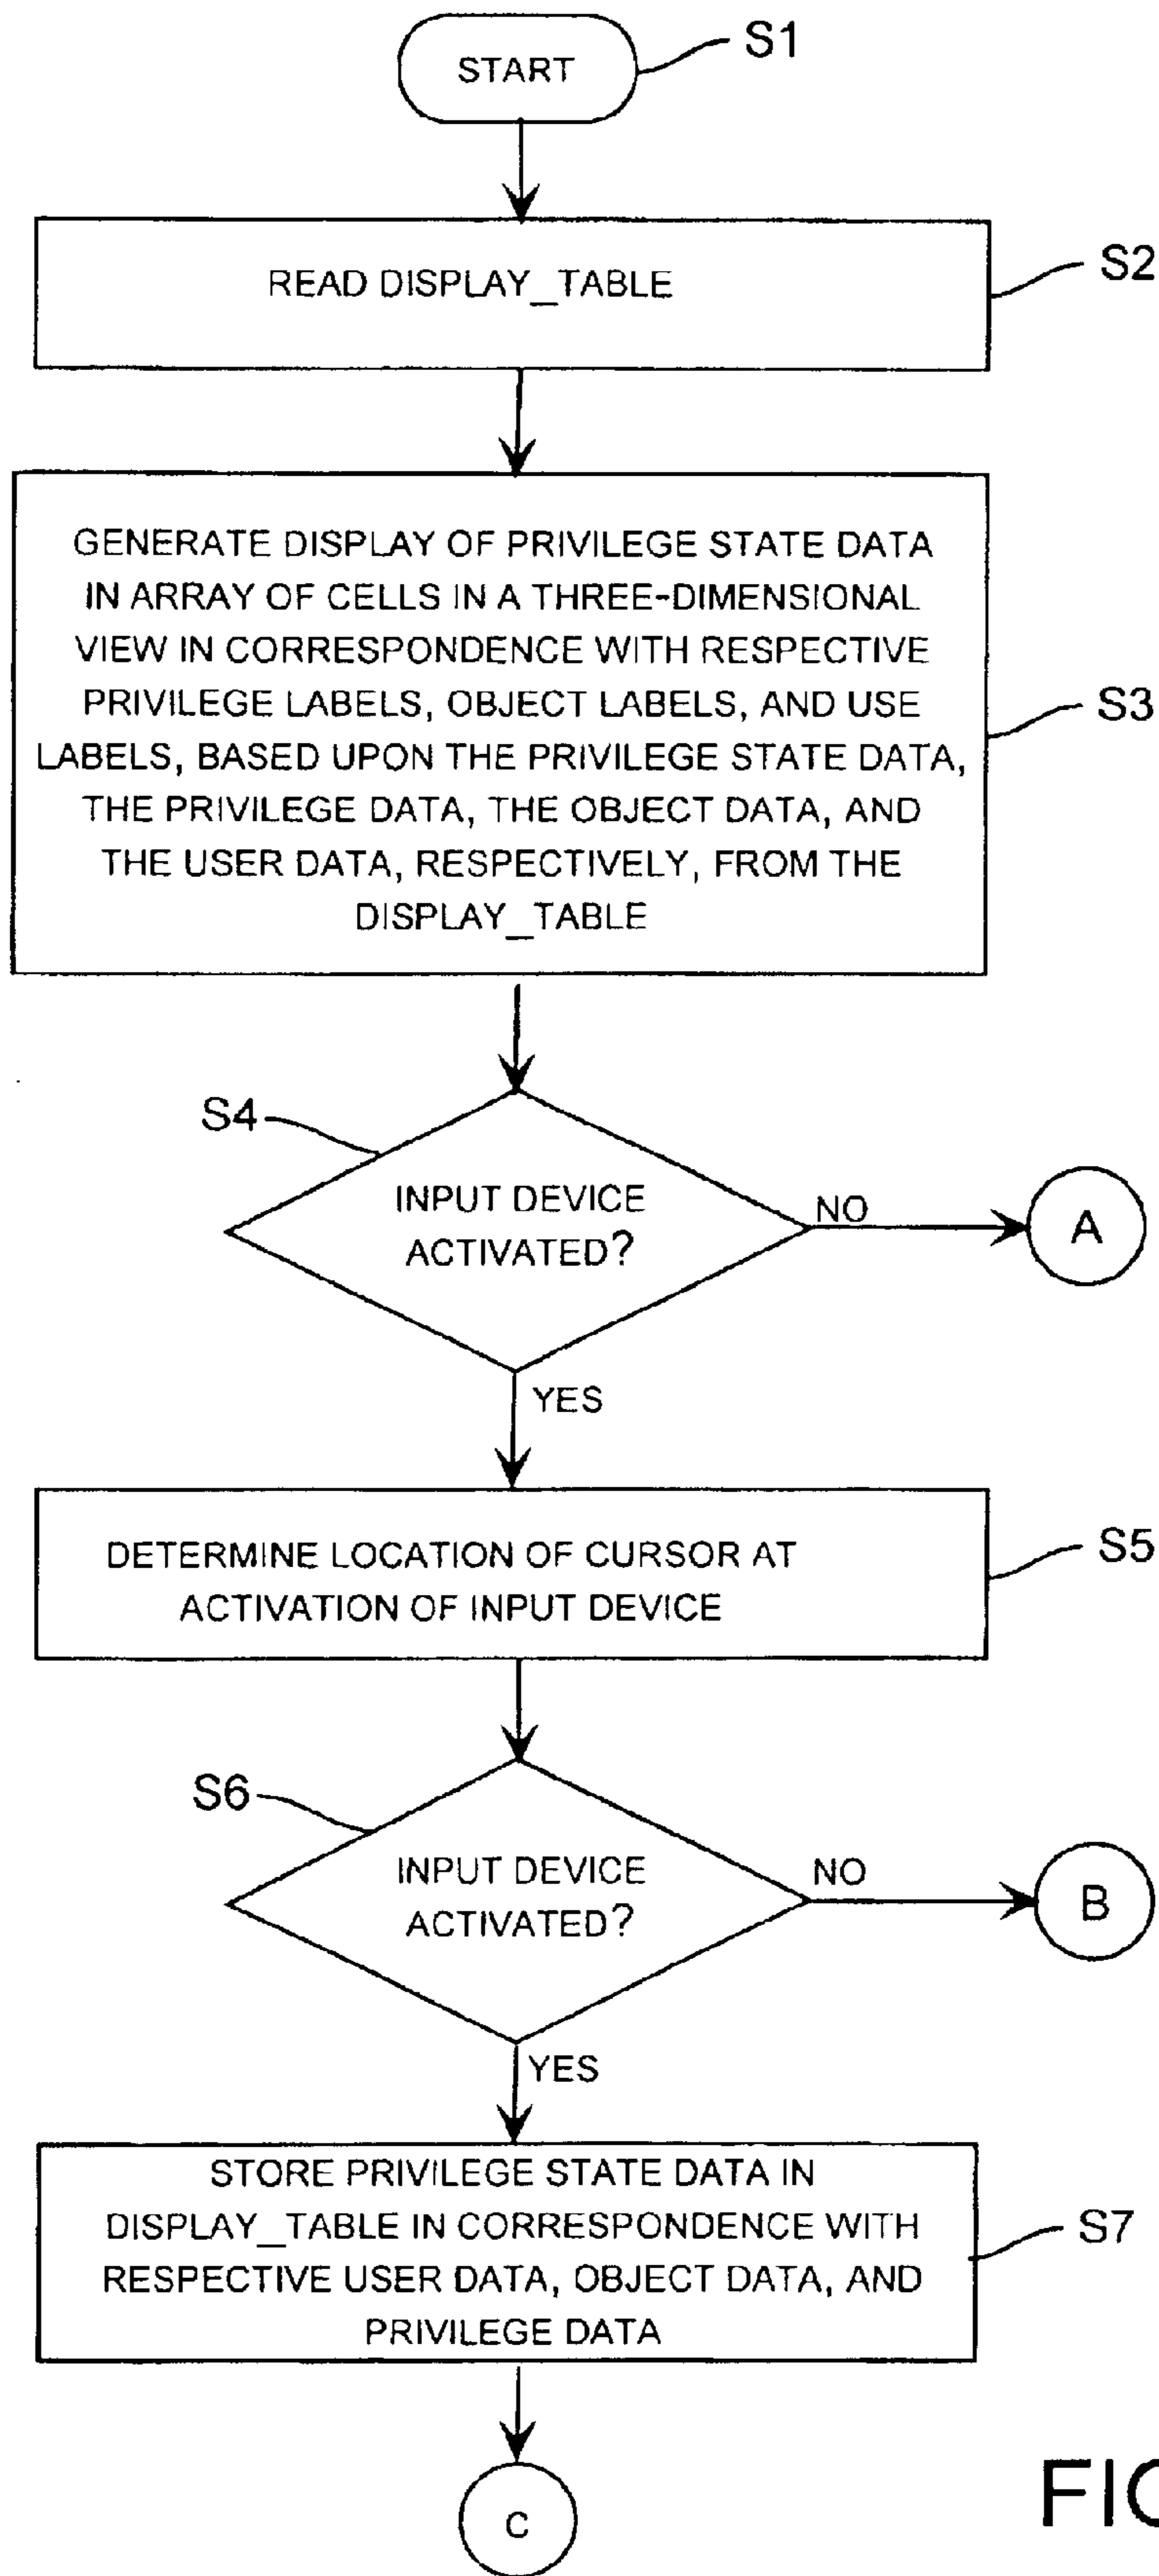 START
S1
READ DISPLAY_TABLE
S2
GENERATE DISPLAY OF PRIVILEGE STATE DATA
IN ARRAY OF CELLS IN A THREE-DIMENSIONAL
VIEW IN CORRESPONDENCE WITH RESPECTIVE
PRIVILEGE LABELS, OBJECT LABELS, AND USE
LABELS, BASED UPON THE PRIVILEGE STATE DATA,
THE PRIVILEGE DATA, THE OBJECT DATA, AND
THE USER DATA, RESPECTIVELY, FROM THE
DISPLAY_TABLE
S3
S4
INPUT DEVICE
ACTIVATED?
NO
A
YES
DETERMINE LOCATION OF CURSOR AT
ACTIVATION OF INPUT DEVICE
S5
S6
INPUT DEVICE
ACTIVATED?
NO
B
YES
STORE PRIVILEGE STATE DATA IN
DISPLAY_TABLE IN CORRESPONDENCE WITH
RESPECTIVE USER DATA, OBJECT DATA, AND
PRIVILEGE DATA
S7
C